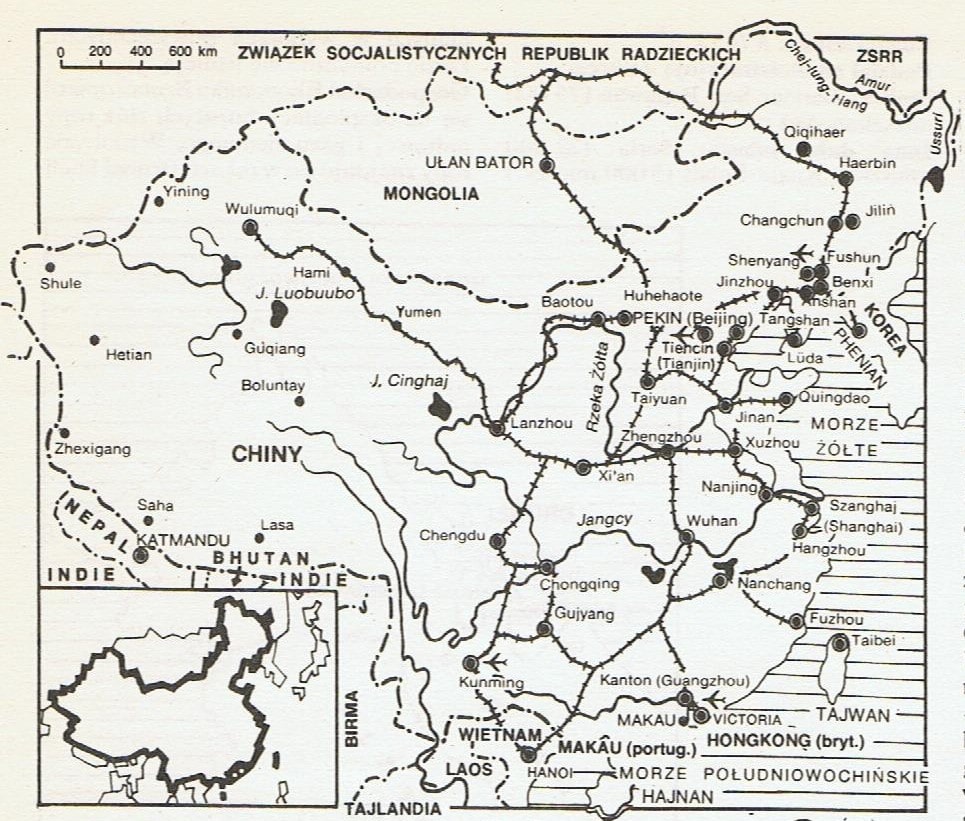 0 200 400 600 km
ZWIĄZEK SOCJALISTYCZNYCH REPUBLIK RADZIECKICH
ZSRR
Chej-lung-t'iang
Amur
Ussuri
Qiqihaer
Haerbin
UŁAN BATOR
MONGOLIA
Yining
Wulumuqi
Changchun
Jiliń
Shenyang
Fushun
Shule
Hami
J. Luobuubo
Jinzhou
Benxi
Anshan
Baotou
Huhehaote
KOREA
Yumen
PEKIN (Beijing)
Tangshan
PHENIAN
Hetian
Guqiang
Tiehcin
(Tianjin)
Lüda
Boluntay
J. Cinghaj
Rzeka Żółta
Taiyuan
Quingdao
Jinan
Lanzhou
MORZE
ŻÓŁTE
Zhexigang
CHINY
Zhengzhou
Xuzhou
Xi'an
Nanjing
Saha
Lasa
NEPAL
KATMANDU
Chengdu
Jangcy
Wuhan
Szanghaj
(Shanghai)
Hangzhou
BHUTAN
INDIE
INDIE
Chongqing
Nanchang
Gujyang
Fuzhou
Taibei
Kunming
Kanton (Guangzhou)
BIRMA
MAKAU
VICTORIA
TAJWAN
WIETNAM
MAKÂU (portug.)
HONGKONG (bryt.)
LAOS
HANOI
MORZE POŁUDNIOWOCHIŃSKIE
HAJNAN
TAJLANDIA